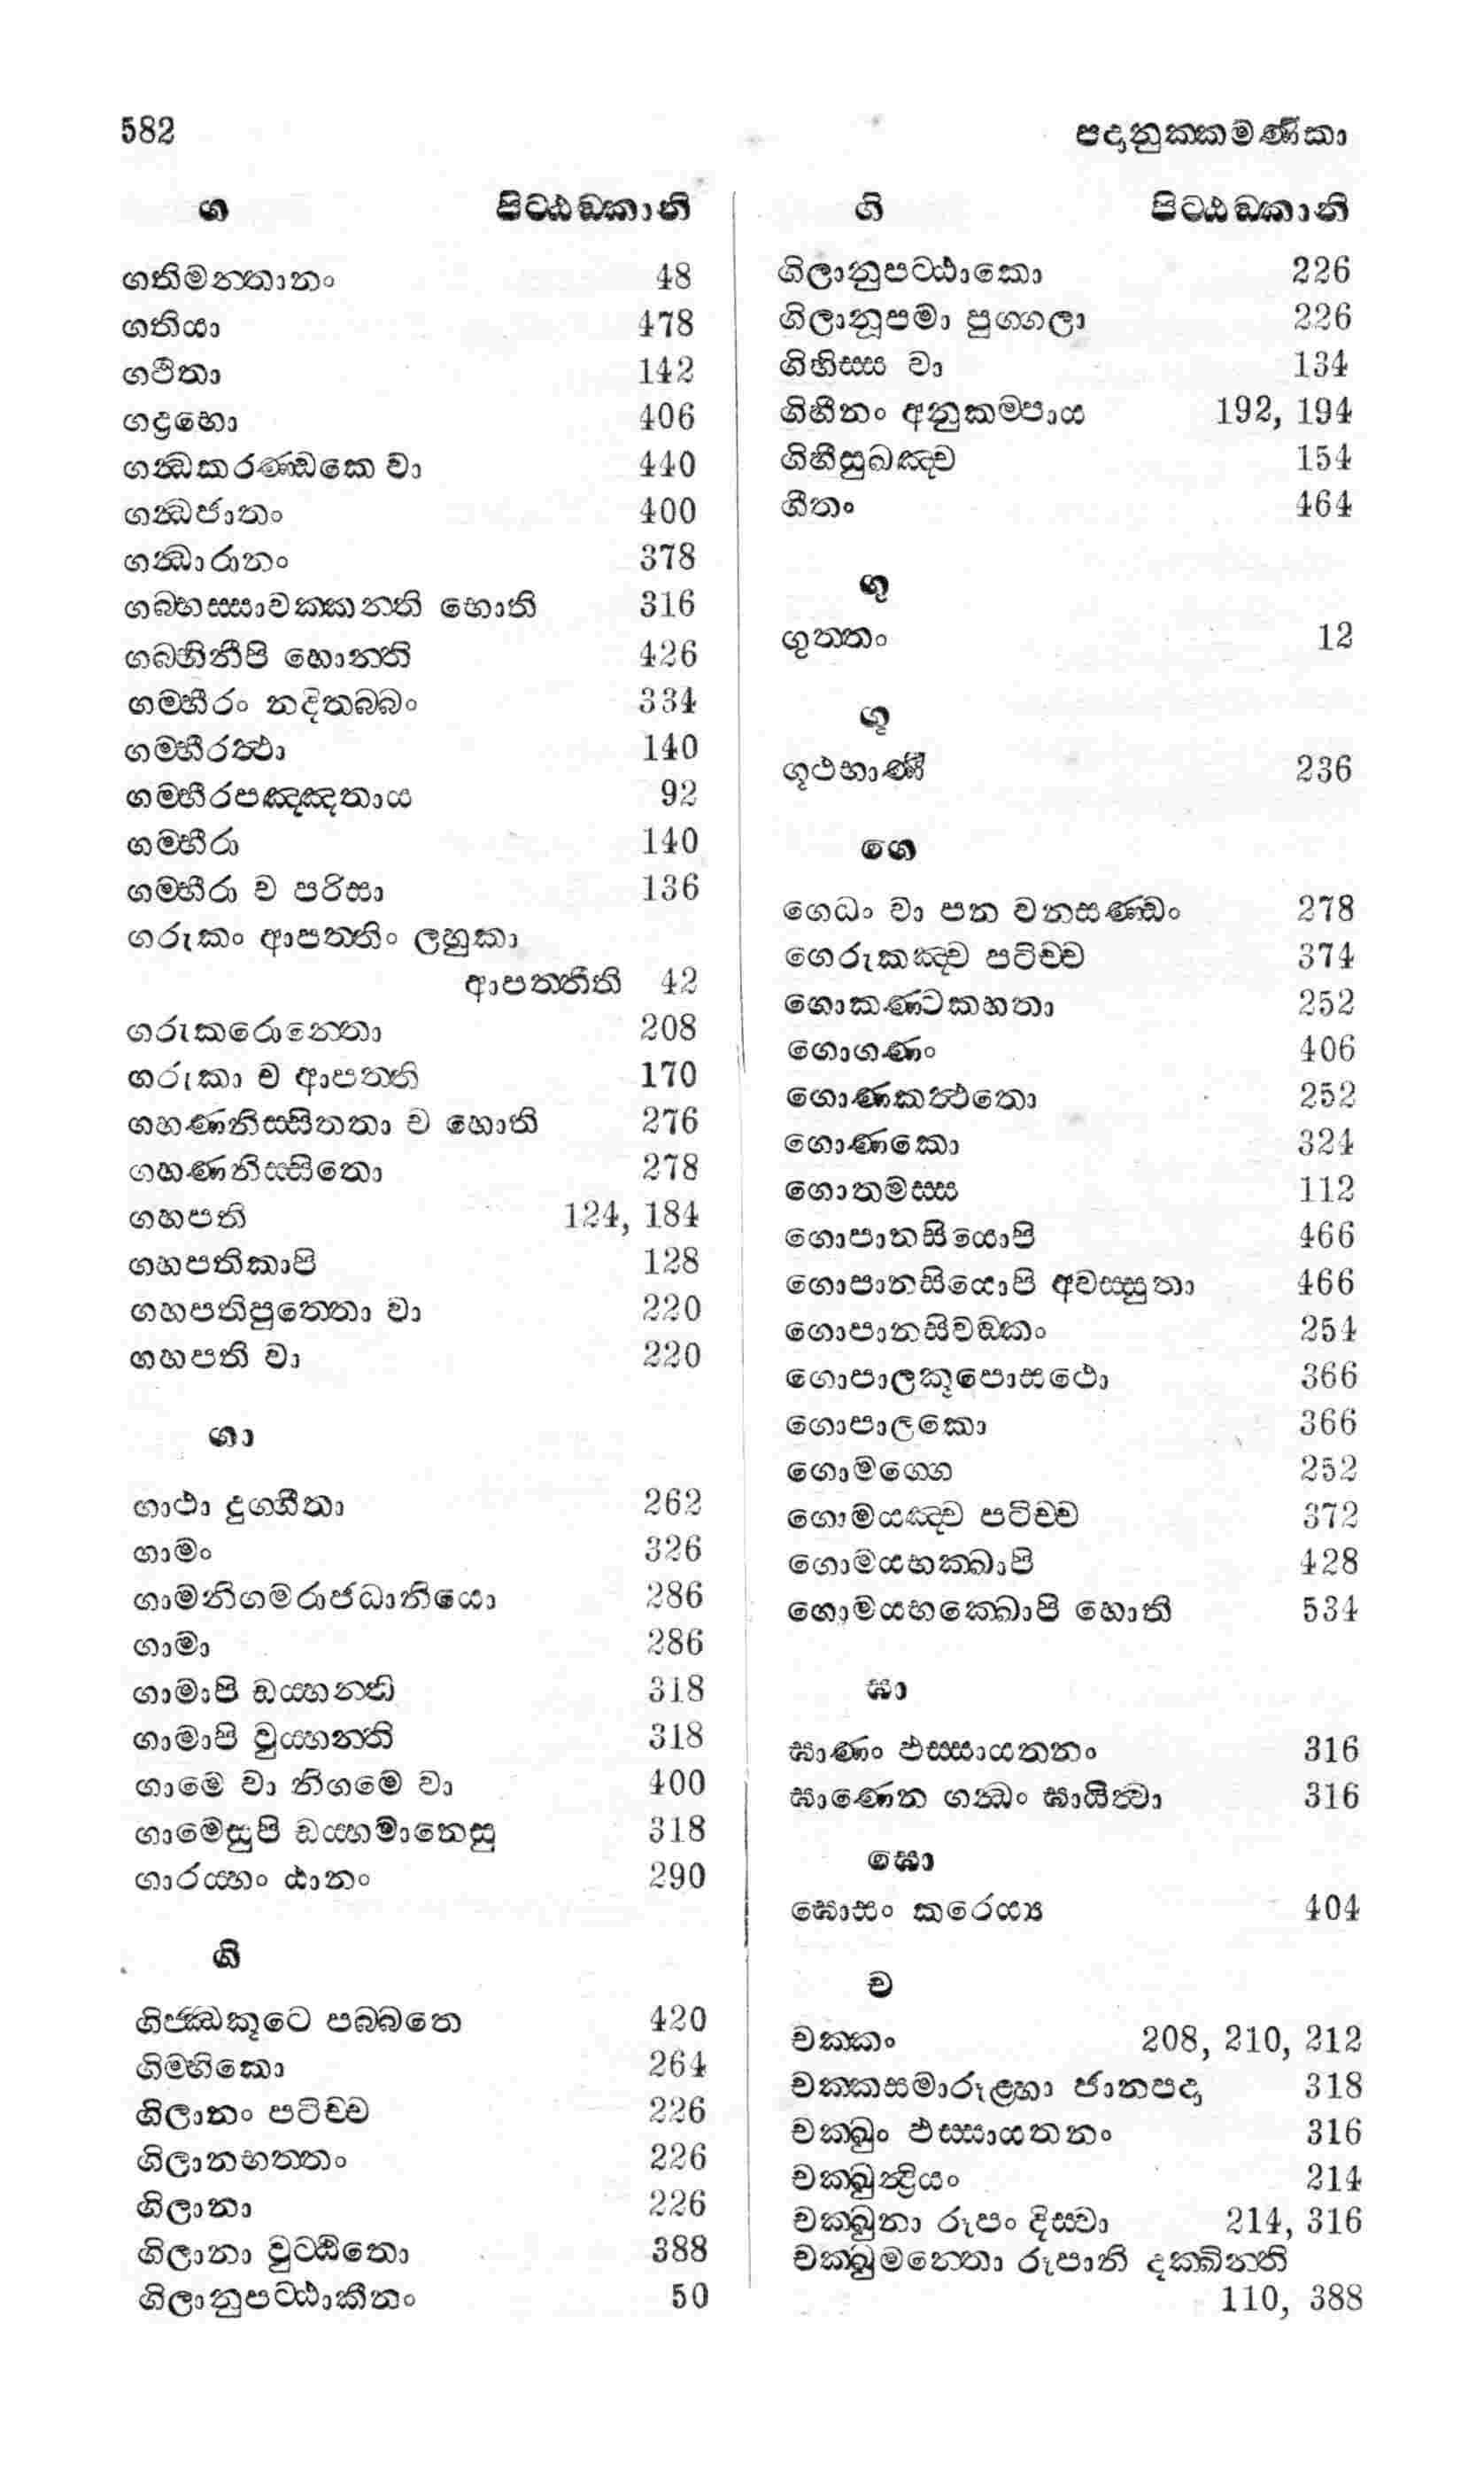 582
පදානුක්කමණිකා
ග පිට්ඨඞ්කානි
ගතිමන්තානං 48
ගතියා 478
ගථිතා 142
ගද්‍රභො 406
ගන්ධකරණ්ඩකෙ වා 440
ගන්ධජාතං 400
ගන්ධාරානං 378
ගබ්භස්සාවක්කන්ති හොති 316
ගබ්භිනීපි හොන්ති 426
ගම්භීරං නදිතබ්බං 334
ගම්භීරත්ථා 140
ගම්භීරපඤ්ඤතාය 92
ගම්භීරා 140
ගම්භීරා ච පරිසා 136
ගරුකං ආපත්තිං ලහුකා
ආපත්තීති 42
ගරුකරොන්තො 208
ගරුකා ච ආපත්ති 170
ගහණනිස්සිතතා ච හොති 276
ගහණනිස්සිතො 278
ගහපති 124, 184
ගහපතිකාපි 128
ගහපතිපුත්තො වා 220
ගහපති වා 220
ගා
ගාථා දුග්ගහීතා 262
ගාමං 326
ගාමනිගමරාජධානියො 286
ගාමා 286
ගාමාපි ඩය්හන්ති 318
ගාමාපි වුය්හන්ති 318
ගාමෙ වා නිගමෙ වා 400
ගාමෙසුපි ඩය්හමානෙසු 318
ගාරය්හං ඨානං 290
ගි
ගිජ්ඣකූටෙ පබ්බතෙ 420
ගිම්භිකො 264
ගිලානං පටිච්ච 226
ගිලානභත්තං 226
ගිලානා 226
ගිලානා වුට්ඨිතො 388
ගිලානුපට්ඨාකීනං 50
ගි පිට්ඨඞ්කානි
ගිලානුපට්ඨාකො 226
ගිලානූපමා පුග්ගලා 226
ගිහිස්ස වා 134
ගිහීනං අනුකම්පාය 192, 194
ගිහීසුඛඤ්ච 154
ගීතං 464
ගු
ගුත්තං 12
ගූ
ගූථභාණී 236
ගෙ
ගෙධං වා පන වනසණ්ඩං 278
ගෙරුකඤ්ච පටිච්ච 374
ගොකණ්ටකහතා 252
ගොගණං 406
ගොණකත්ථතො 252
ගොණකො 324
ගොතමස්ස 112
ගොපානසියොපි 466
ගොපානසියොපි අවස්සුතා 466
ගොපානසිවඞ්කං 254
ගොපාලකූපොසථො 366
ගොපාලකො 366
ගොමග්ගෙ 252
ගොමයඤ්ච පටිච්ච 372
ගොමයභක්ඛාපි 428
ගොමයභක්ඛොපි හොති 534
ඝා
ඝාණං ඵස්සායතනං 316
ඝාණෙන ගන්ධං ඝායිත්වා 316
ඝො
ඝොසං කරෙය්‍ය 404
ච
චක්කං 208, 210, 212
චක්කසමාරූළ්හා ජානපදා 318
චක්ඛුං ඵස්සායතනං 316
චක්ඛුන්ද්‍රියං 214
චක්ඛුනා රූපං දිස්වා 214, 316
චක්ඛුමන්තො රූපානි දක්ඛින්ති
110, 388